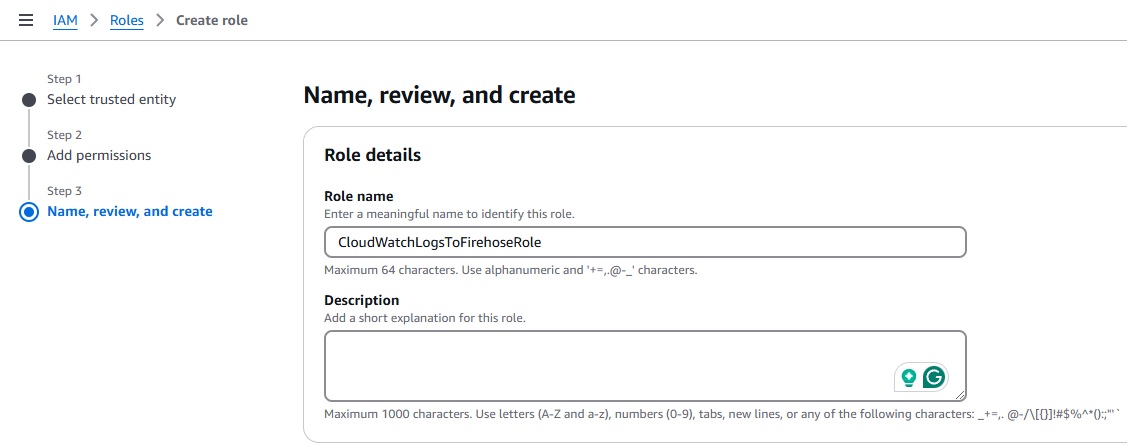 IAM > Roles > Create role
Step 1
Select trusted entity
Step 2
Add permissions
Step 3
Name, review, and create
Name, review, and create
Role details
Role name
Enter a meaningful name to identify this role.
CloudWatchLogsToFirehoseRole
Maximum 64 characters. Use alphanumeric and '+=,.@-_' characters.
Description
Add a short explanation for this role.
Maximum 1000 characters. Use letters (A-Z and a-z), numbers (0-9), tabs, new lines, or any of the following characters: _+=,. @-/\[{}]!#$%^*();:"'`